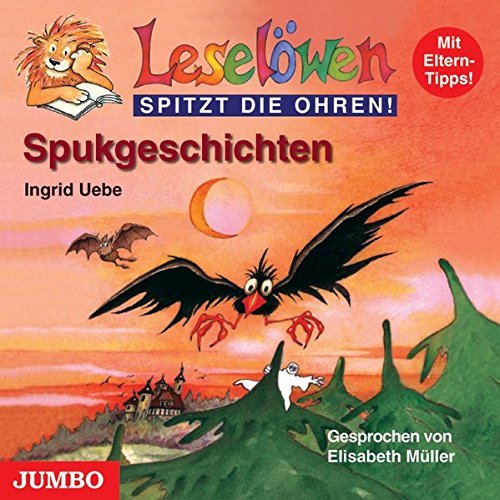 Leselöwen
SPITZT DIE OHREN!
Mit
Eltern-
Tipps!
Spukgeschichten
Ingrid Uebe
Gesprochen von
Elisabeth Müller
JUMBO